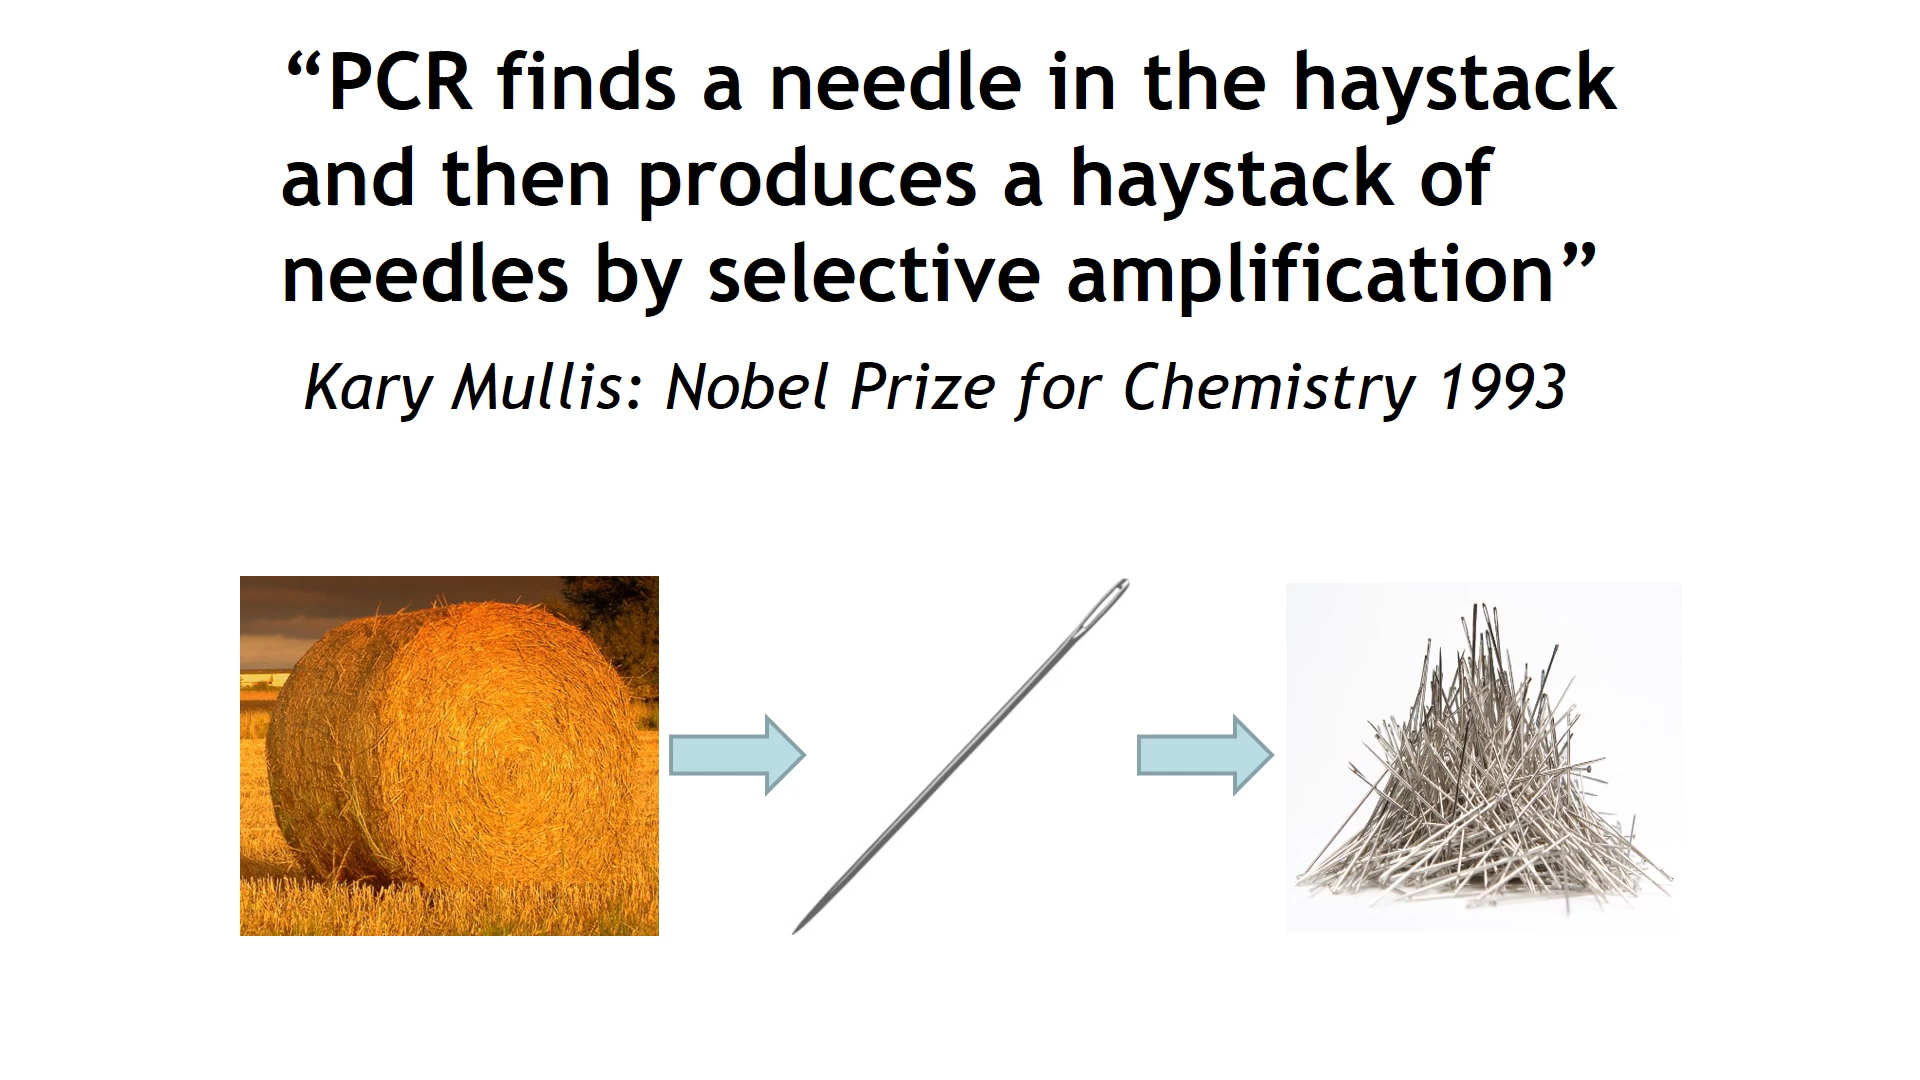 “PCR finds a needle in the haystack
and then produces a haystack of
needles by selective amplification”
Kary Mullis: Nobel Prize for Chemistry 1993